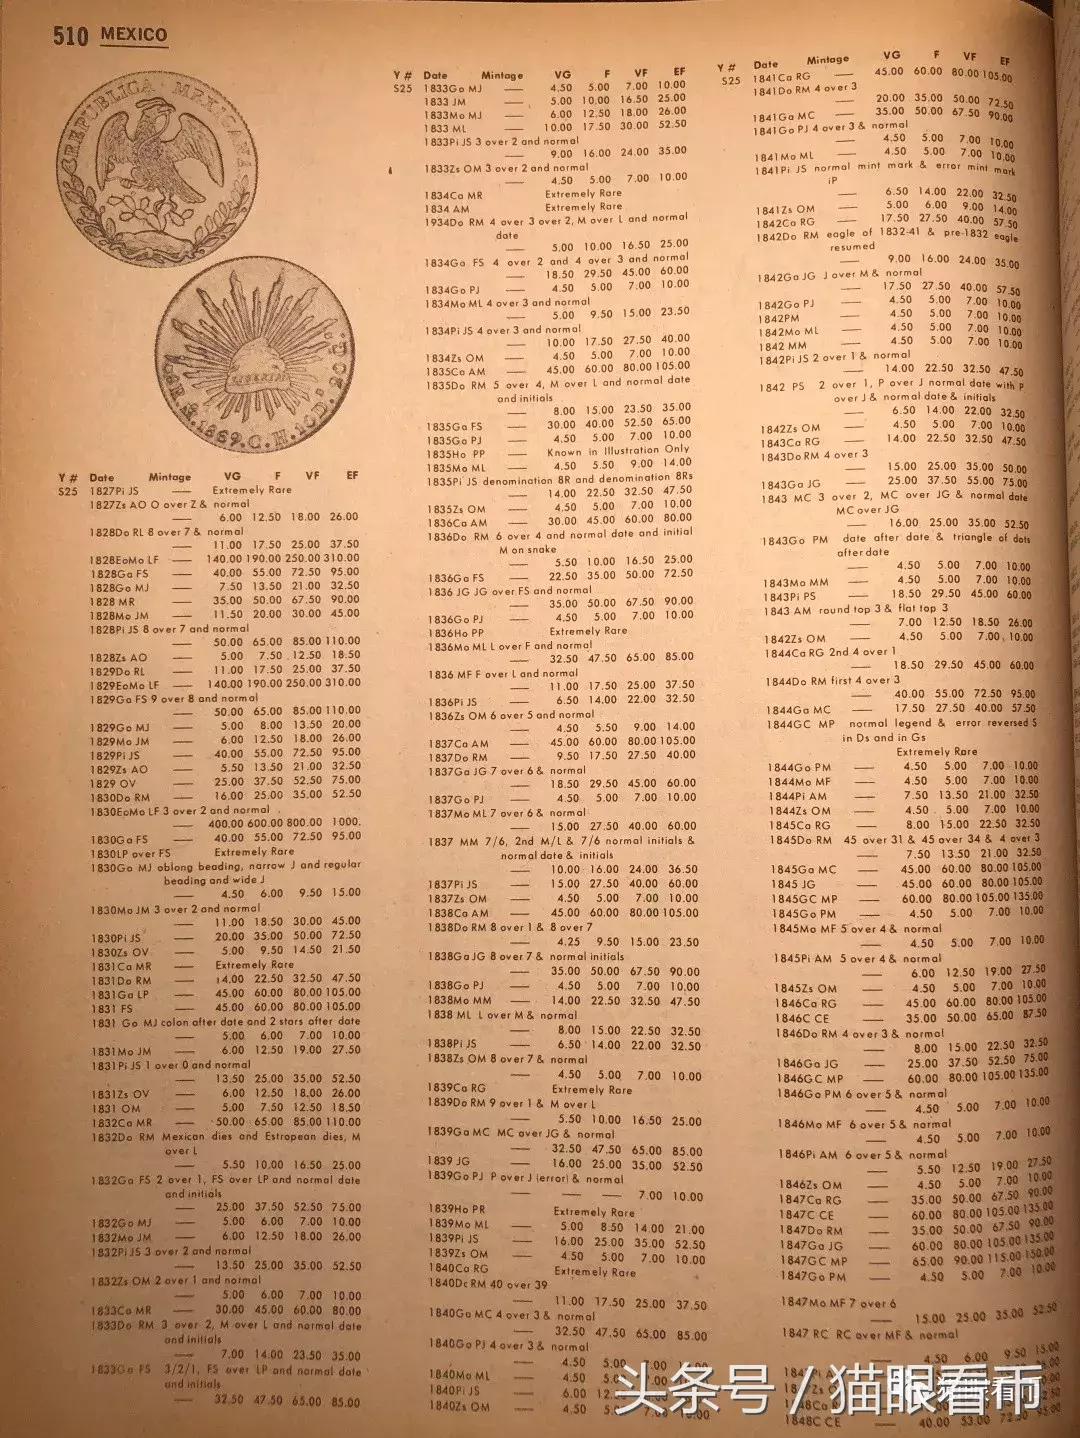 510 MEXICO
REPUBLICA MEXICANA
LIBERTAD
8R.Mo.1869.C.H.10Ds.20Gs.
Y # Date Mintage VG F VF EF
S25 1827Pi JS — Extremely Rare
1827Zs AO O over Z & normal
— 6.00 12.50 18.00 26.00
1828Do RL 8 over 7 & normal
— 11.00 17.50 25.00 37.50
1828EoMo LF — 140.00 190.00 250.00 310.00
1828Ga FS — 40.00 55.00 72.50 95.00
1828Go MJ — 7.50 13.50 21.00 32.50
1828 MR — 35.00 50.00 67.50 90.00
1828Mo JM — 11.50 20.00 30.00 45.00
1828Pi JS 8 over 7 and normal
— 50.00 65.00 85.00 110.00
1828Zs AO — 5.00 7.50 12.50 18.50
1829Do RL — 11.00 17.50 25.00 37.50
1829EoMo LF — 140.00 190.00 250.00 310.00
1829Ga FS 9 over 8 and normal
— 50.00 65.00 85.00 110.00
1829Go MJ — 5.00 8.00 13.50 20.00
1829Mo JM — 6.00 12.50 18.00 26.00
1829Pi JS — 40.00 55.00 72.50 95.00
1829Zs AO — 5.50 13.50 21.00 32.50
1829 OV — 25.00 37.50 52.50 75.00
1830Do RM — 16.00 25.00 35.00 52.50
1830EoMo LF 3 over 2 and normal
— 400.00 600.00 800.00 1000.
1830Ga FS — 40.00 55.00 72.50 95.00
1830LP over FS Extremely Rare
1830Go MJ oblong beading, narrow J and regular
beading and wide J
— 4.50 6.00 9.50 15.00
1830Mo JM 3 over 2 and normal
— 11.00 18.50 30.00 45.00
1830Pi JS — 20.00 35.00 50.00 72.50
1830Zs OV — 5.00 9.50 14.50 21.50
1831Ca MR — Extremely Rare
1831Do RM — 14.00 22.50 32.50 47.50
1831Ga LP — 45.00 60.00 80.00 105.00
1831 FS — 45.00 60.00 80.00 105.00
1831 Go MJ colon after date and 2 stars after date
— 5.00 6.00 7.00 10.00
1831Mo JM — 6.00 12.50 19.00 27.50
1831Pi JS 1 over 0 and normal
— 13.50 25.00 35.00 52.50
1831Zs OV — 6.00 12.50 18.00 26.00
1831 OM — 5.00 7.50 12.50 18.50
1832Ca MR — 50.00 65.00 85.00 110.00
1832Do RM Mexican dies and Estropean dies, M
over L
— 5.50 10.00 16.50 25.00
1832Ga FS 2 over 1, FS over LP and normal date
and initials
— 25.00 37.50 52.50 75.00
1832Go MJ — 5.00 6.00 7.00 10.00
1832Mo JM — 6.00 12.50 18.00 26.00
1832Pi JS 3 over 2 and normal
— 13.50 25.00 35.00 52.50
1832Zs OM 2 over 1 and normal
— 5.00 6.00 7.00 10.00
1833Ca MR — 30.00 45.00 60.00 80.00
1833Do RM 3 over 2, M over L and normal date
and initials
— 7.00 14.00 23.50 35.00
1833Ga FS 3/2/1, FS over LP and normal date
and initials
— 32.50 47.50 65.00 85.00
Y # Date Mintage VG F VF EF
S25 1833Go MJ — 4.50 5.00 7.00 10.00
1833 JM — 5.00 10.00 16.50 25.00
1833Mo MJ — 6.00 12.50 18.00 26.00
1833 ML — 10.00 17.50 30.00 52.50
1833Pi JS 3 over 2 and normal
— 9.00 16.00 24.00 35.00
1833Zs OM 3 over 2 and normal
— 4.50 5.00 7.00 10.00
1834Ca MR Extremely Rare
1834 AM Extremely Rare
1934Do RM 4 over 3 over 2, M over L and normal
date
— 5.00 10.00 16.50 25.00
1834Ga FS 4 over 2 and 4 over 3 and normal
— 18.50 29.50 45.00 60.00
1834Go PJ — 4.50 5.00 7.00 10.00
1834Mo ML 4 over 3 and normal
— 5.00 9.50 15.00 23.50
1834Pi JS 4 over 3 and normal
— 10.00 17.50 27.50 40.00
1834Zs OM — 4.50 5.00 7.00 10.00
1835Ca AM — 45.00 60.00 80.00 105.00
1835Do RM 5 over 4, M over L and normal date
and initials
— 8.00 15.00 23.50 35.00
1835Ga FS — 30.00 40.00 52.50 65.00
1835Go PJ — 4.50 5.00 7.00 10.00
1835Ho PP — Known in Illustration Only
1835Mo ML — 4.50 5.50 9.00 14.00
1835Pi JS denomination 8R and denomination 8Rs
— 14.00 22.50 32.50 47.50
1835Zs OM — 4.50 5.00 7.00 10.00
1836Ca AM — 30.00 45.00 60.00 80.00
1836Do RM 6 over 4 and normal date and initial
M on snake
— 5.50 10.00 16.50 25.00
1836Ga FS — 22.50 35.00 50.00 72.50
1836 JG JG over FS and normal
— 35.00 50.00 67.50 90.00
1836Go PJ — 4.50 5.00 7.00 10.00
1836Ho PP Extremely Rare
1836Mo ML L over F and normal
— 32.50 47.50 65.00 85.00
1836 MF F over L and normal
— 11.00 17.50 25.00 37.50
1836Pi JS — 6.50 14.00 22.00 32.50
1836Zs OM 6 over 5 and normal
— 4.50 5.50 9.00 14.00
1837Ca AM — 45.00 60.00 80.00 105.00
1837Do RM — 9.50 17.50 27.50 40.00
1837Ga JG 7 over 6 & normal
— 18.50 29.50 45.00 60.00
1837Go PJ — 4.50 5.00 7.00 10.00
1837Mo ML 7 over 6 & normal
— 15.00 27.50 40.00 60.00
1837 MM 7/6, 2nd M/L & 7/6 normal initials &
normal date & initials
— 10.00 16.00 24.00 36.50
1837Pi JS — 15.00 27.50 40.00 60.00
1837Zs OM — 4.50 5.00 7.00 10.00
1838Ca AM — 45.00 60.00 80.00 105.00
1838Do RM 8 over 1 & 8 over 7
— 4.25 9.50 15.00 23.50
1838Ga JG 8 over 7 & normal initials
— 35.00 50.00 67.50 90.00
1838Go PJ — 4.50 5.00 7.00 10.00
1838Mo MM — 14.00 22.50 32.50 47.50
1838 ML L over M & normal
— 8.00 15.00 22.50 32.50
1838Pi JS — 6.50 14.00 22.00 32.50
1838Zs OM 8 over 7 & normal
— 4.50 5.00 7.00 10.00
1839Ca RG Extremely Rare
1839Do RM 9 over 1 & M over L
— 5.50 10.00 16.50 25.00
1839Ga MC MC over JG & normal
— 32.50 47.50 65.00 85.00
1839 JG — 16.00 25.00 35.00 52.50
1839Go PJ P over J (error) & normal
— — — 7.00 10.00
1839Ho PR Extremely Rare
1839Mo ML — 5.00 8.50 14.00 21.00
1839Pi JS — 16.00 25.00 35.00 52.50
1839Zs OM — 4.50 5.00 7.00 10.00
1840Ca RG Extremely Rare
1840Dc RM 40 over 39
— 11.00 17.50 25.00 37.50
1840Ga MC 4 over 3 & normal
— 32.50 47.50 65.00 85.00
1840Go PJ 4 over 3 & normal
— 4.50 5.00 7.00 10.00
1840Mo ML — 4.50 5.00
1840Pi JS — 6.00
1840Zs OM — 4.50 7.00 10.00
Y # Date Mintage VG F VF EF
S25 1841Ca RG — 45.00 60.00 80.00 105.00
1841Do RM 4 over 3
— 20.00 35.00 50.00 72.50
1841Ga MC — 35.00 50.00 67.50 90.00
1841Go PJ 4 over 3 & normal
— 4.50 5.00 7.00 10.00
1841Mo ML — 4.50 5.00 7.00 10.00
1841Pi JS normal mint mark & error mint mark
iP
— 6.50 14.00 22.00 32.50
1841Zs OM — 5.00 6.00 9.00 14.00
1842Ca RG — 17.50 27.50 40.00 57.50
1842Do RM eagle of 1832-41 & pre-1832 eagle
resumed
— 9.00 16.00 24.00 35.00
1842Ga JG J over M & normal
— 17.50 27.50 40.00 57.50
1842Go PJ — 4.50 5.00 7.00 10.00
1842PM — 4.50 5.00 7.00 10.00
1842Mo ML — 4.50 5.00 7.00 10.00
1842 MM — 4.50 5.00 7.00 10.00
1842Pi JS 2 over 1 & normal
— 14.00 22.50 32.50 47.50
1842 PS 2 over 1, P over J normal date with P
over J & normal date & initials
— 6.50 14.00 22.00 32.50
1842Zs OM — 4.50 5.00 7.00 10.00
1843Ca RG — 14.00 22.50 32.50 47.50
1843Do RM 4 over 3
— 15.00 25.00 35.00 50.00
1843Ga JG — 25.00 37.50 55.00 75.00
1843 MC 3 over 2, MC over JG & normal date
MC over JG
— 16.00 25.00 35.00 52.50
1843Go PM date after date & triangle of dots
after date
— 4.50 5.00 7.00 10.00
1843Mo MM — 4.50 5.00 7.00 10.00
1843Pi PS — 18.50 29.50 45.00 60.00
1843 AM round top 3 & flat top 3
— 7.00 12.50 18.50 26.00
1842Zs OM — 4.50 5.00 7.00 10.00
1844Ca RG 2nd 4 over 1
— 18.50 29.50 45.00 60.00
1844Do RM first 4 over 3
— 40.00 55.00 72.50 95.00
1844Ga MC — 17.50 27.50 40.00 57.50
1844GC MP normal legend & error reversed S
in Ds and in Gs
Extremely Rare
1844Go PM — 4.50 5.00 7.00 10.00
1844Mo MF — 4.50 5.00 7.00 10.00
1844Pi AM — 7.50 13.50 21.00 32.50
1844Zs OM — 4.50 5.00 7.00 10.00
1845Ca RG — 8.00 15.00 22.50 32.50
1845Do RM 45 over 31 & 45 over 34 & 4 over 3
— 7.50 13.50 21.00 32.50
1845Ga MC — 45.00 60.00 80.00 105.00
1845 JG — 45.00 60.00 80.00 105.00
1845GC MP — 60.00 80.00 105.00 135.00
1845Go PM — 4.50 5.00 7.00 10.00
1845Mo MF 5 over 4 & normal
— 4.50 5.00 7.00 10.00
1845Pi AM 5 over 4 & normal
— 6.00 12.50 19.00 27.50
1845Zs OM — 4.50 5.00 7.00 10.00
1846Ca RG — 45.00 60.00 80.00 105.00
1846C CE — 35.00 50.00 65.00 87.50
1846Do RM 4 over 3 & normal
— 8.00 15.00 22.50 32.50
1846Ga JG — 25.00 37.50 52.50 75.00
1846GC MP — 60.00 80.00 105.00 135.00
1846Go PM 6 over 5 & normal
— 4.50 5.00 7.00 10.00
1846Mo MF 6 over 5 & normal
— 4.50 5.00 7.00 10.00
1846Pi AM 6 over 5 & normal
— 5.50 12.50 19.00 27.50
1846Zs OM — 4.50 5.00 7.00 10.00
1847Ca RG — 35.00 50.00 67.50 90.00
1847C CE — 60.00 80.00 105.00 135.00
1847Do RM — 35.00 50.00 67.50 90.00
1847Ga JG — 60.00 80.00 105.00 135.00
1847GC MP — 65.00 90.00 115.00 150.00
1847Go PM — 4.50 5.00 7.00 10.00
1847Mo MF 7 over 6
— 15.00 25.00 35.00 52.50
1847 RC RC over MF & normal
— 4.50 6.00 9.50 15.00
1848C CE — 40.00 53.00 72.50 95.00
头条号 / 猫眼看币